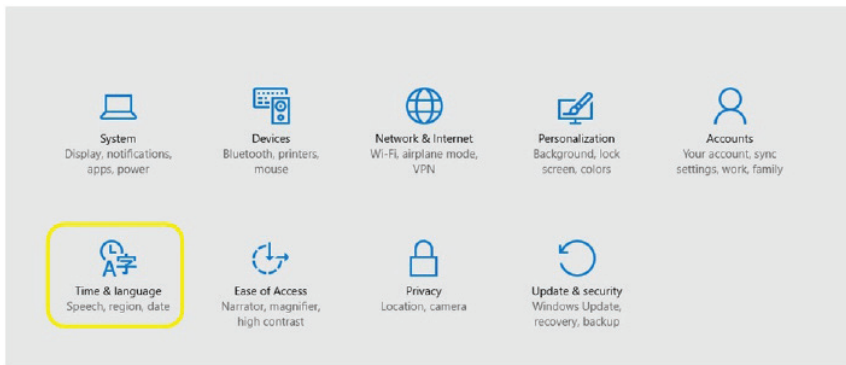 System
Display, notifications,
apps, power
Devices
Bluetooth, printers,
mouse
Network & Internet
Wi-Fi, airplane mode,
VPN
Personalization
Background, lock
screen, colors
Accounts
Your account, sync
settings, work, family
A字
Time & language
Speech, region, date
Ease of Access
Narrator, magnifier,
high contrast
Privacy
Location, camera
Update & security
Windows Update,
recovery, backup